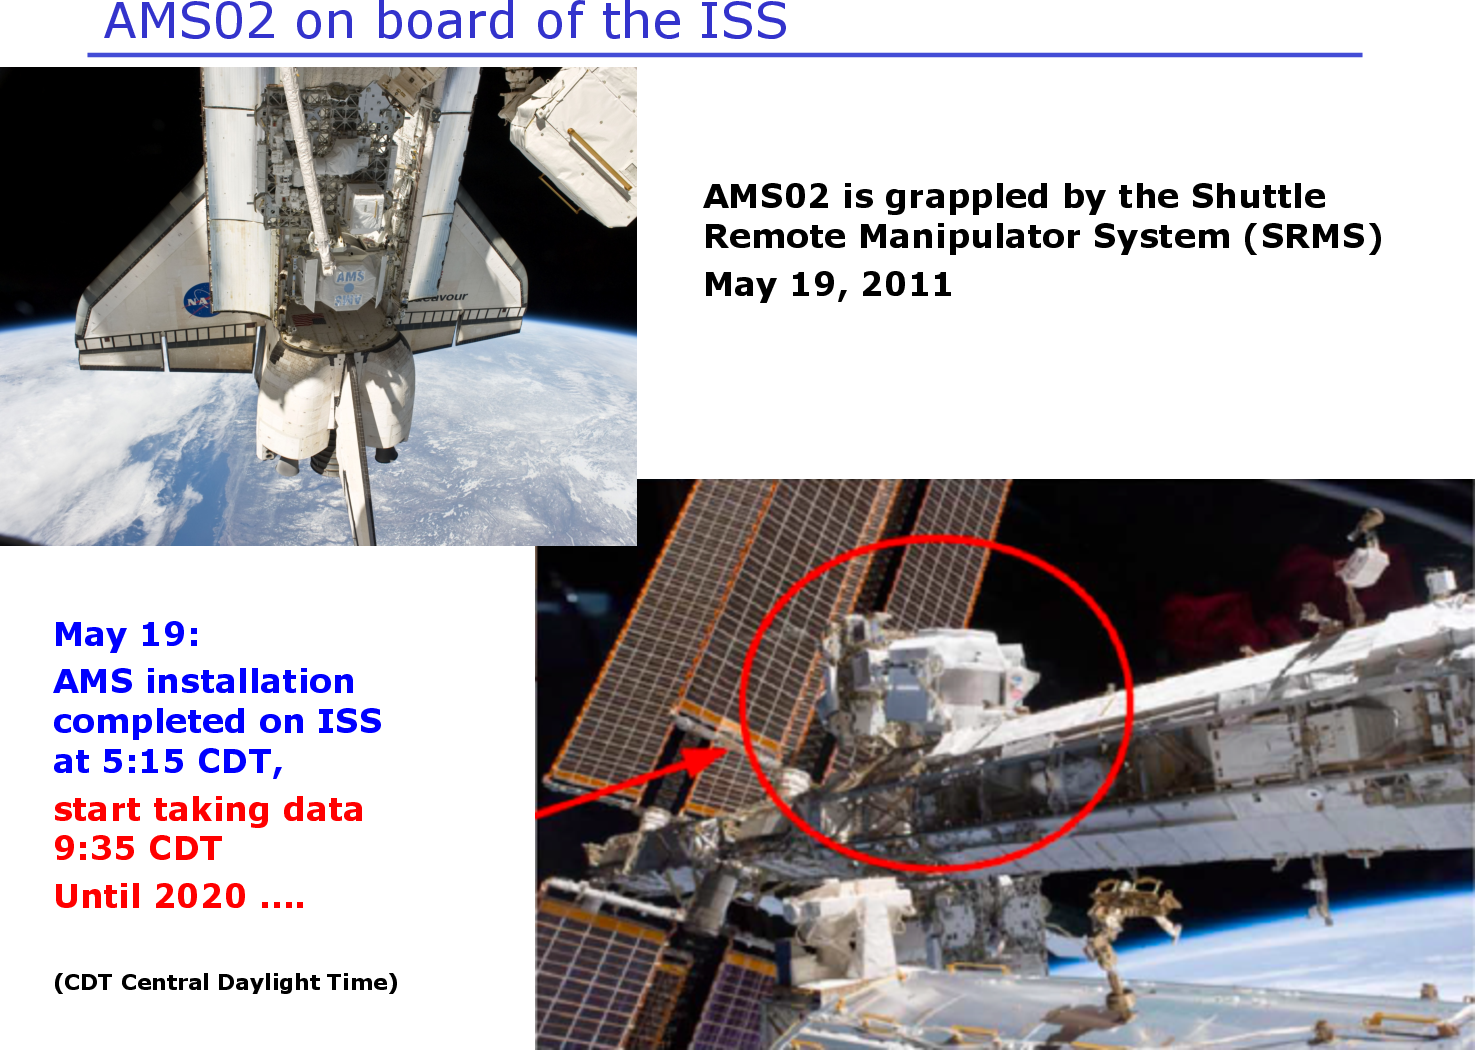 AMS02 on board of the ISS
AMS02 is grappled by the Shuttle
Remote Manipulator System (SRMS)
May 19, 2011
AMS
May 19:
AMS installation
completed on ISS
at 5:15 CDT,
start taking data
9:35 CDT
Until 2020 ....
(CDT Central Daylight Time)